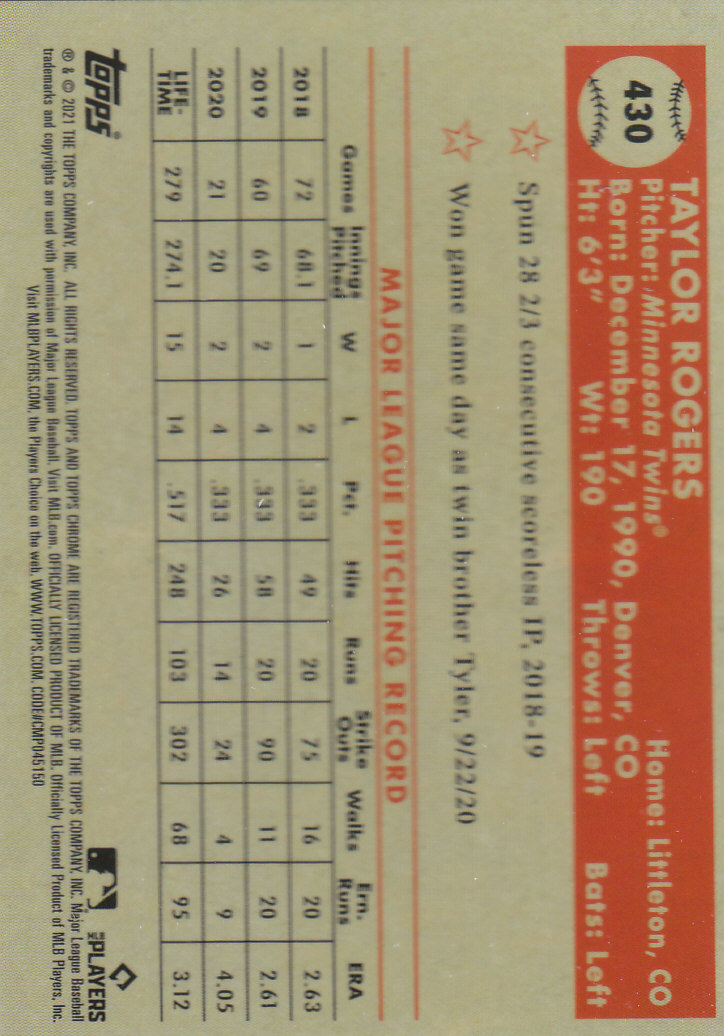 430
TAYLOR ROGERS
Pitcher: Minnesota Twins® Home: Littleton, CO
Born: December 17, 1990, Denver, CO
Ht: 6'3" Wt: 190 Throws: Left Bats: Left
Spun 28 2/3 consecutive scoreless IP, 2018-19
Won game same day as twin brother Tyler, 9/22/20
MAJOR LEAGUE PITCHING RECORD
Games Innings Pitched W L Pct. Hits Runs Strike Outs Walks Ern. Runs ERA
2018 72 68.1 1 2 .333 49 20 75 16 20 2.63
2019 60 69 2 4 .333 58 20 90 11 20 2.61
2020 21 20 2 4 .333 26 14 24 4 9 4.05
LIFE-TIME 279 274.1 15 14 .517 248 103 302 68 95 3.12
topps®
MLB PLAYERS
® & © 2021 THE TOPPS COMPANY, INC. ALL RIGHTS RESERVED. TOPPS AND TOPPS CHROME ARE REGISTERED TRADEMARKS OF THE TOPPS COMPANY, INC. Major League Baseball
trademarks and copyrights are used with permission of Major League Baseball. Visit MLB.com. OFFICIALLY LICENSED PRODUCT OF MLB. Officially Licensed Product of MLB Players, Inc.
Visit MLBPLAYERS.COM, the Players Choice on the web. WWW.TOPPS.COM. CODE#CMP045150